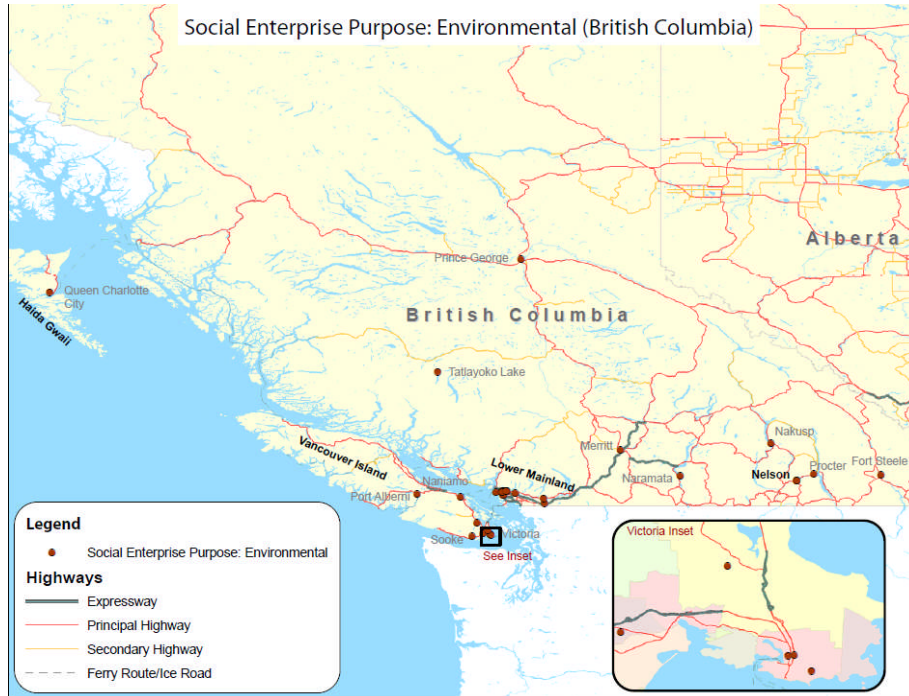 Social Enterprise Purpose: Environmental (British Columbia)
Alberta
Prince George
Queen Charlotte
City
Haida Gwaii
British Columbia
Tatlayoko Lake
Vancouver Island
Lower Mainland
Merritt
Nakusp
Naniamo
Port Alberni
Naramata
Nelson
Procter
Fort Steele
Sooke
Victoria
See Inset
Legend
Social Enterprise Purpose: Environmental
Highways
Expressway
Principal Highway
Secondary Highway
Ferry Route/Ice Road
Victoria Inset